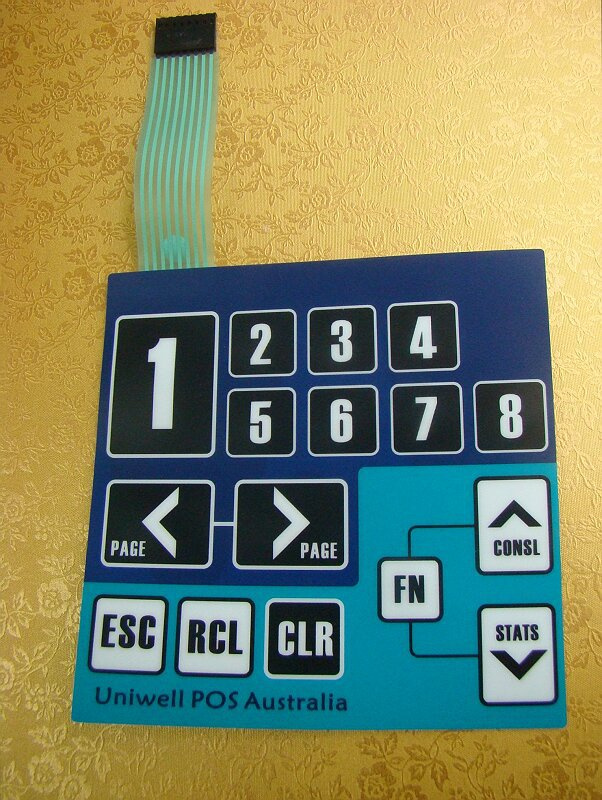 1
2 3 4
5 6 7 8
PAGE PAGE
CONSL
FN
STATS
ESC RCL CLR
Uniwell POS Australia